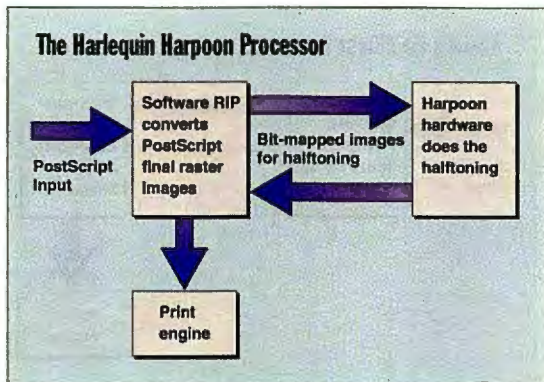 The Harlequin Harpoon Processor
PostScript
Input
Software RIP
converts
PostScript
final raster
Images
Bit-mapped images
for halftoning
Harpoon
hardware
does the
halftoning
Print
engine